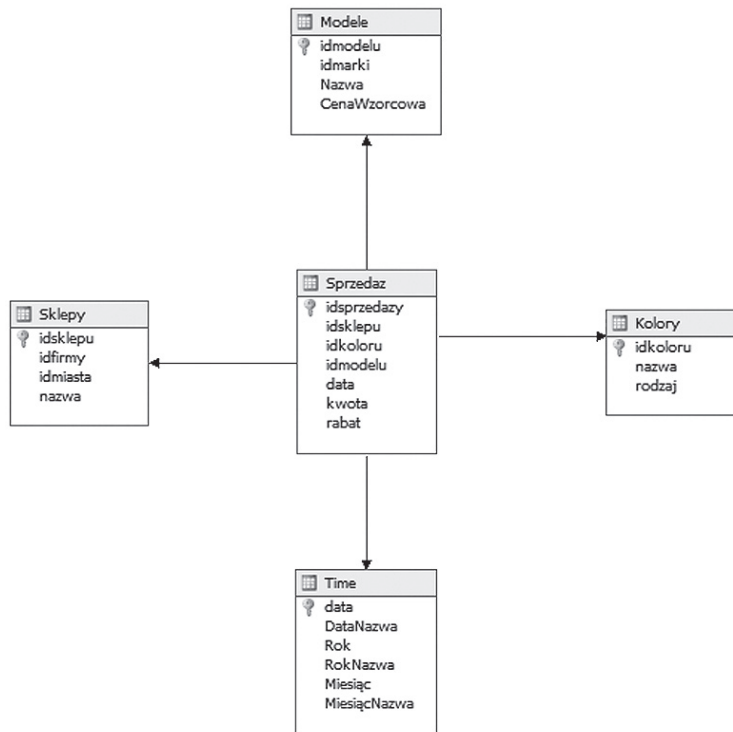 Modele
idmodelu
idmarki
Nazwa
CenaWzorcowa
Sprzedaz
idsprzedazy
idsklepu
idkoloru
idmodelu
data
kwota
rabat
Sklepy
idsklepu
idfirmy
idmiasta
nazwa
Kolory
idkoloru
nazwa
rodzaj
Time
data
DataNazwa
Rok
RokNazwa
Miesiąc
MiesiącNazwa